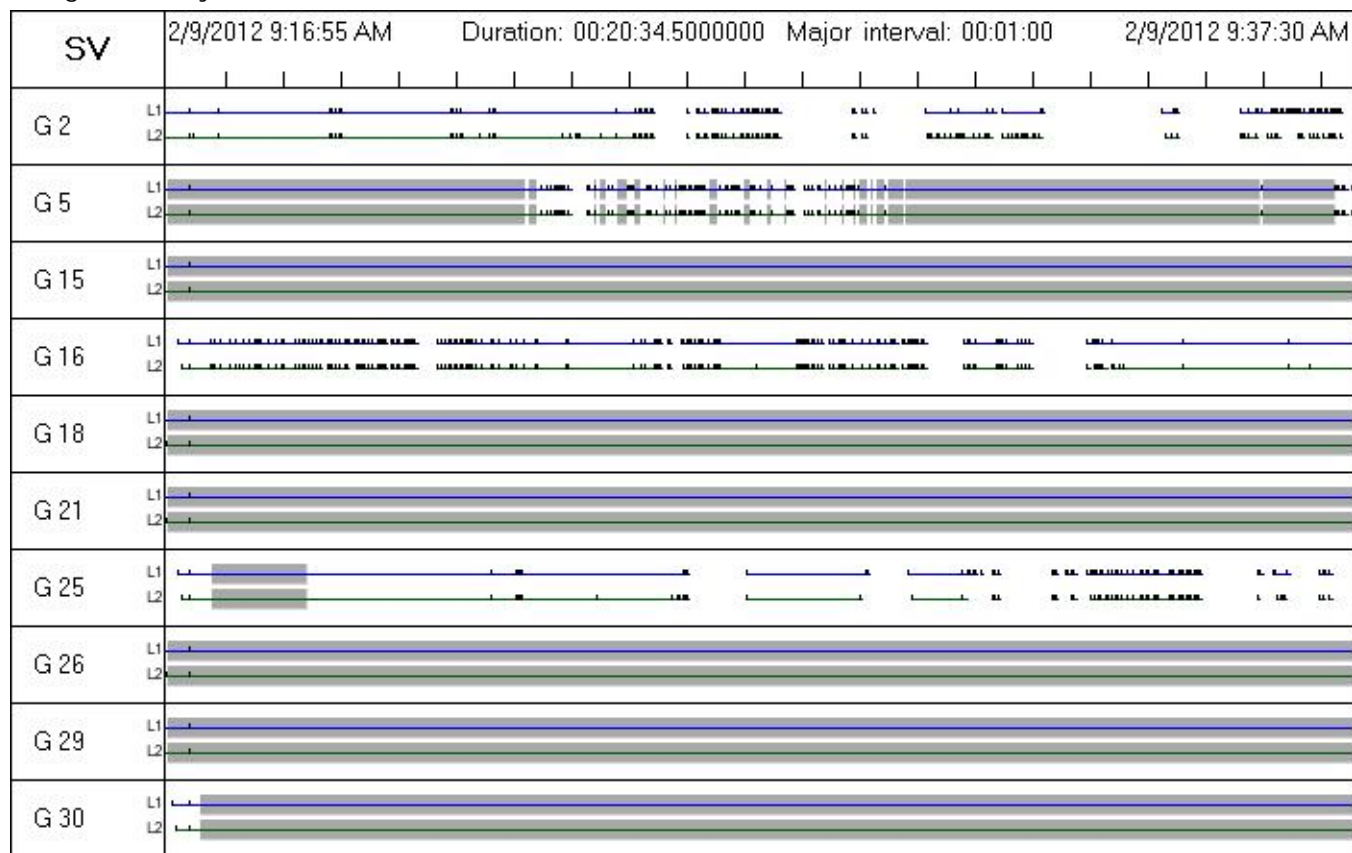 SV 2/9/2012 9:16:55 AM Duration: 00:20:34.5000000 Major interval: 00:01:00 2/9/2012 9:37:30 AM
G 2 L1
L2
G 5 L1
L2
G 15 L1
L2
G 16 L1
L2
G 18 L1
L2
G 21 L1
L2
G 25 L1
L2
G 26 L1
L2
G 29 L1
L2
G 30 L1
L2